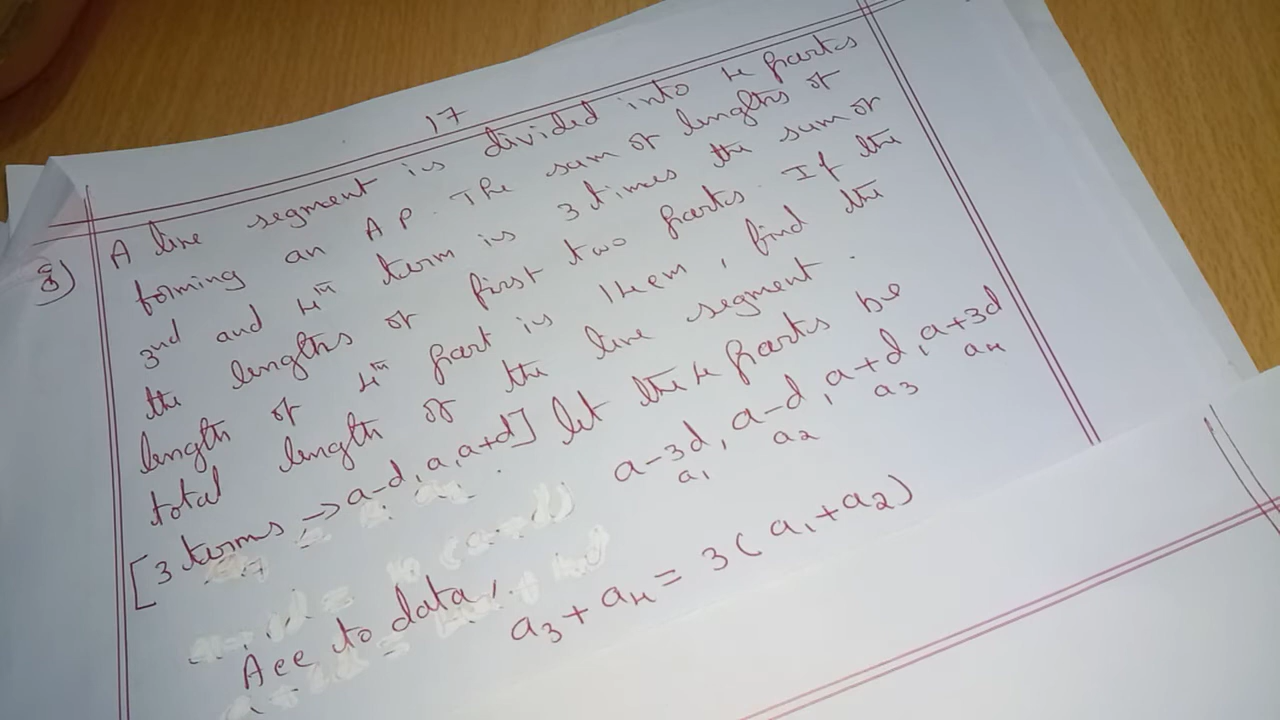 17
8) A line segment is divided into 4 parts
forming an AP. The sum of lengths of
3rd and 4th term is 3 times the sum of
the lengths of first two parts. If the
length of 4th part is 14cm, find the
total length of the line segment.
[3 terms → a-d, a, a+d] let the 4 parts be
a-3d, a-d, a+d, a+3d
a1 a2 a3 a4
Acc to data,
a3 + a4 = 3(a1+a2)